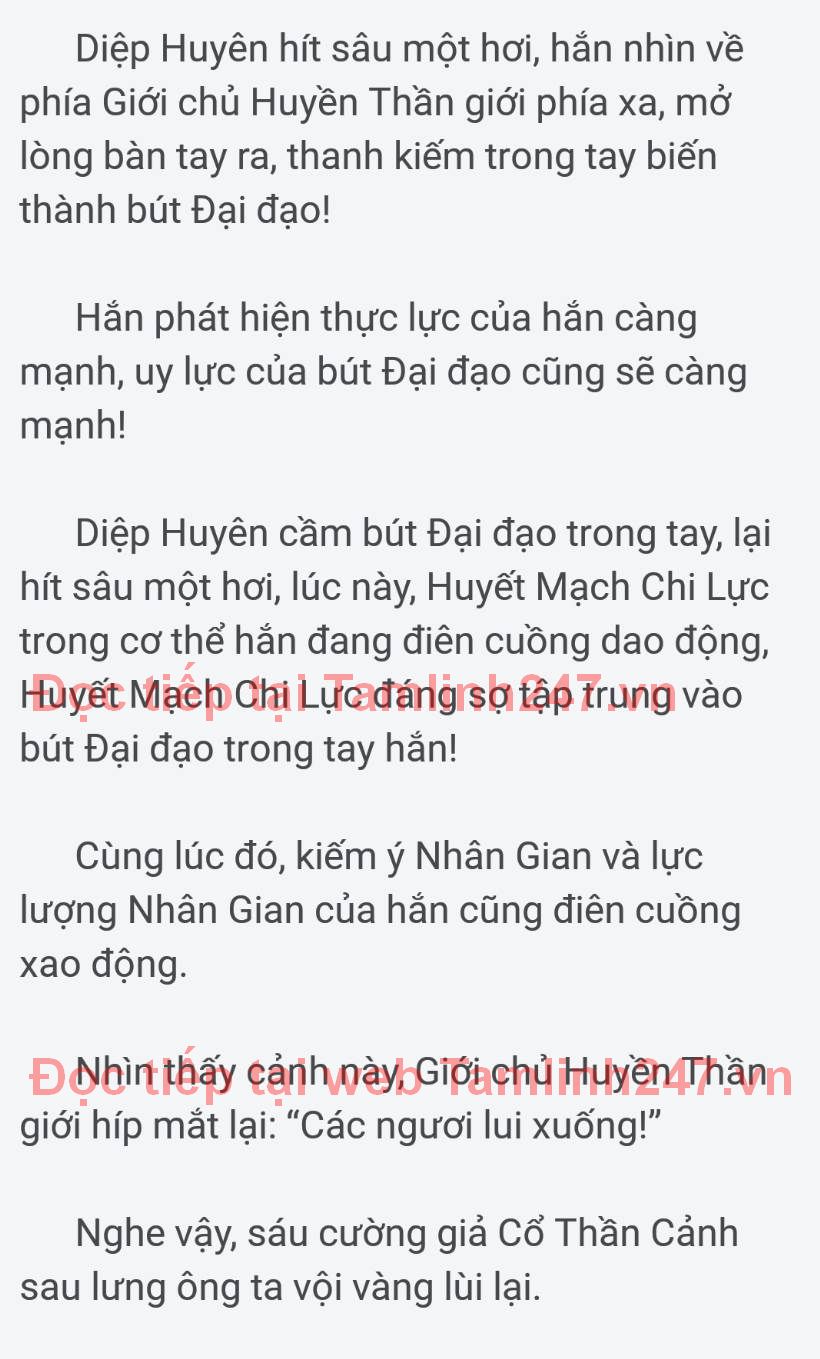 Diệp Huyên hít sâu một hơi, hắn nhìn về
phía Giới chủ Huyền Thần giới phía xa, mở
lòng bàn tay ra, thanh kiếm trong tay biến
thành bút Đại đạo!
Hắn phát hiện thực lực của hắn càng
mạnh, uy lực của bút Đại đạo cũng sẽ càng
mạnh!
Diệp Huyên cầm bút Đại đạo trong tay, lại
hít sâu một hơi, lúc này, Huyết Mạch Chi Lực
trong cơ thể hắn đang điên cuồng dao động,
Huyết Mạch Chi Lực đáng sợ tập trung vào
Đọc tiếp tại Tamlinh247.vn
bút Đại đạo trong tay hắn!
Cùng lúc đó, kiếm ý Nhân Gian và lực
lượng Nhân Gian của hắn cũng điên cuồng
xao động.
Nhìn thấy cảnh này, Giới chủ Huyền Thần
Đọc tiếp tại web Tamlinh247.vn
giới híp mắt lại: “Các ngươi lui xuống!”
Nghe vậy, sáu cường giả Cổ Thần Cảnh
sau lưng ông ta vội vàng lùi lại.